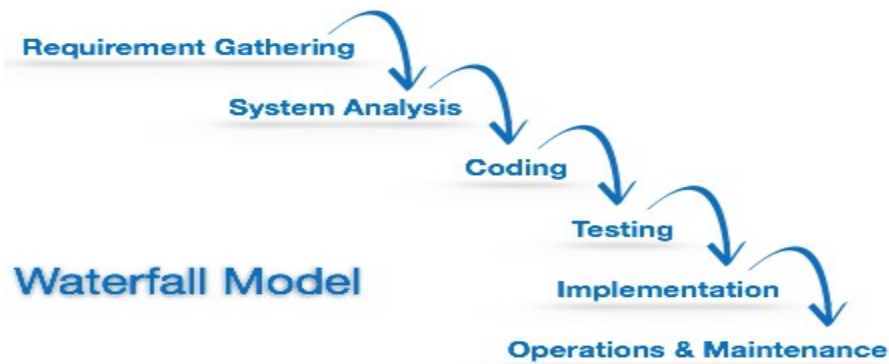 Requirement Gathering
System Analysis
Coding
Testing
Waterfall Model
Implementation
Operations & Maintenance